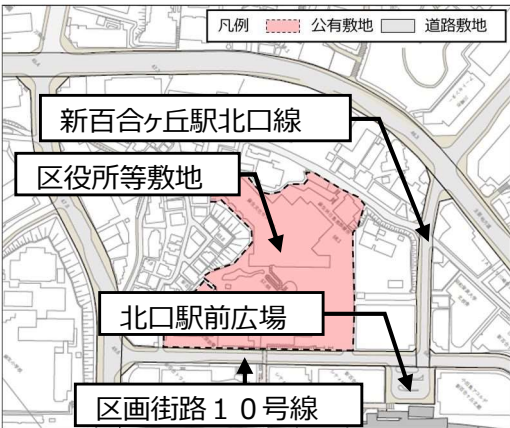 凡例 公有敷地 道路敷地
新百合ヶ丘駅北口線
区役所等敷地
北口駅前広場
区画街路１０号線